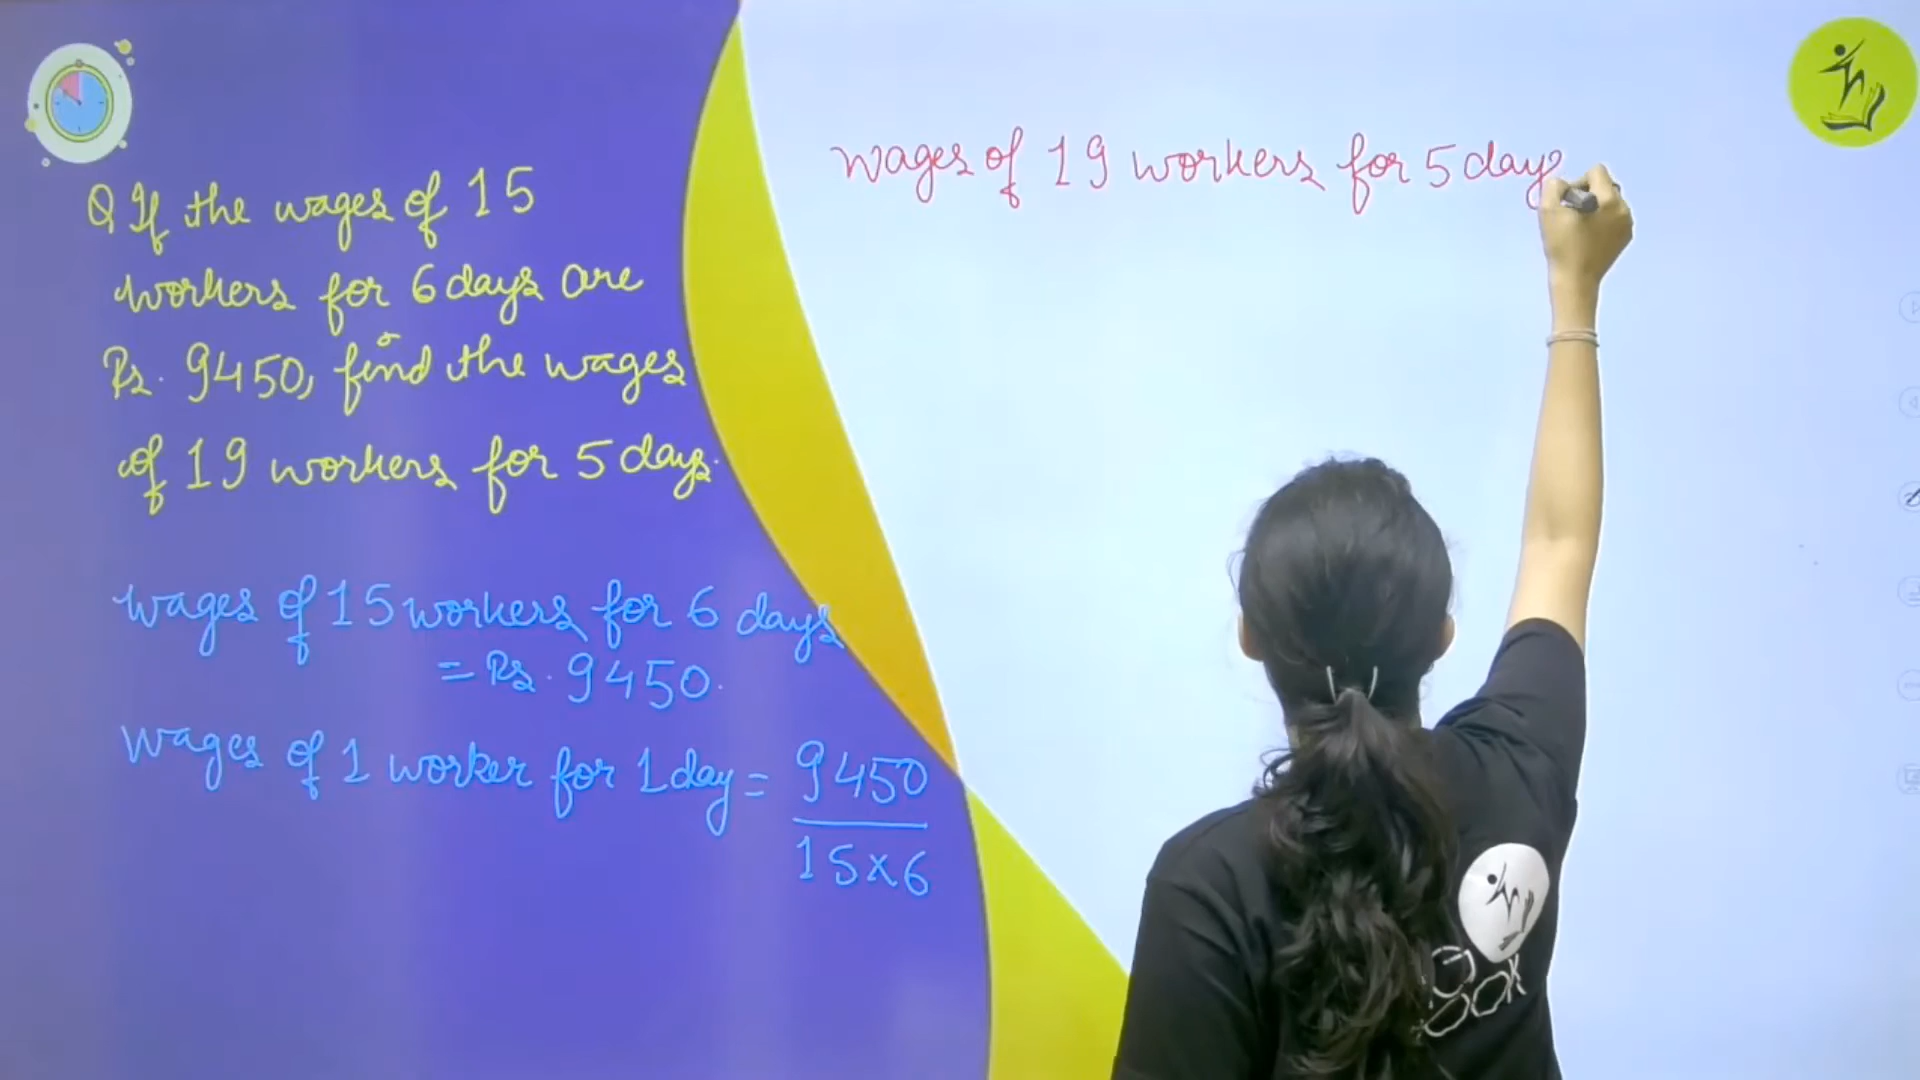 Q If the wages of 15
workers for 6 days are
Rs. 9450, find the wages
of 19 workers for 5 days.
wages of 15 workers for 6 days
= Rs. 9450.
wages of 1 worker for 1 day = 9450
15×6
wages of 19 workers for 5 days